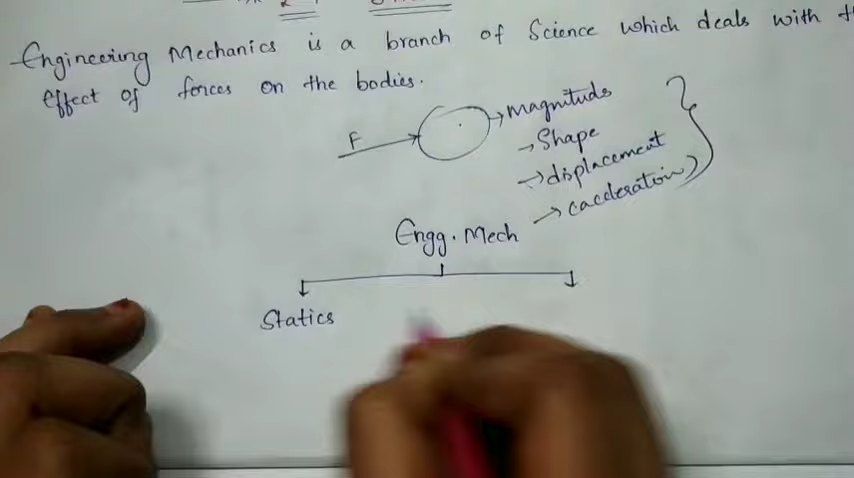 Engineering Mechanics is a branch of Science which deals with
effect of forces on the bodies.
F
→magnitude
→Shape
→displacement
→(acceleration)
Engg. Mech
Statics